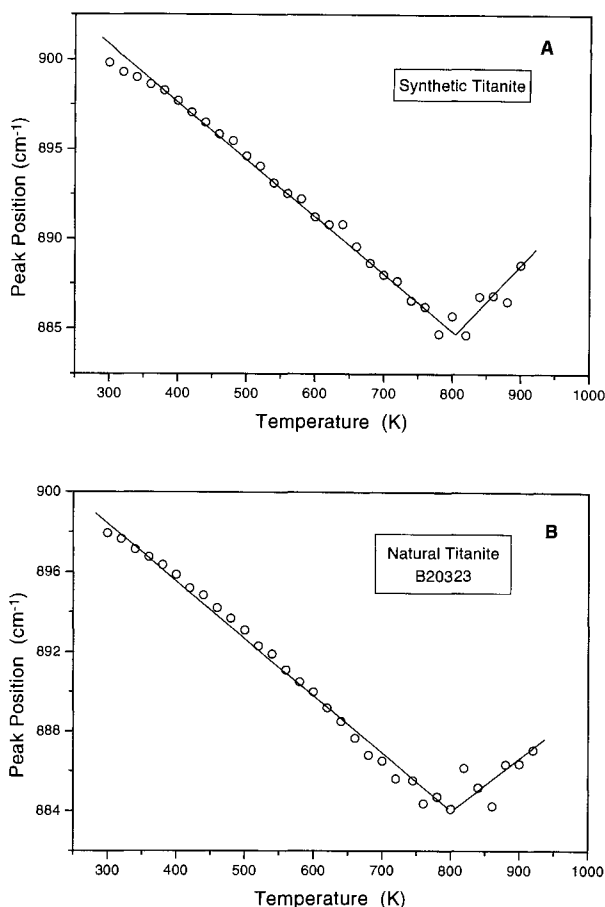 A
Synthetic Titanite
900
895
890
885
Peak Position (cm⁻¹)
300 400 500 600 700 800 900 1000
Temperature (K)
B
Natural Titanite
B20323
900
896
892
888
884
Peak Position (cm⁻¹)
300 400 500 600 700 800 900 1000
Temperature (K)